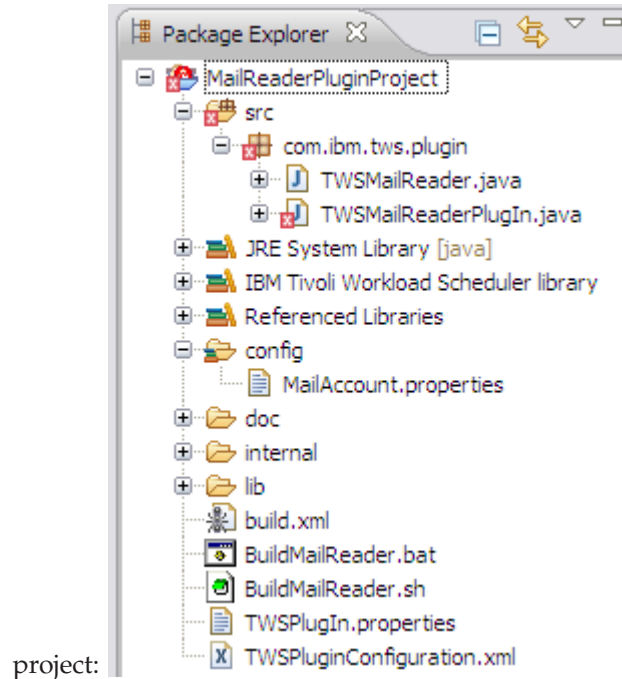 Package Explorer
MailReaderPluginProject
src
com.ibm.tws.plugin
TWSMailReader.java
TWSMailReaderPlugIn.java
JRE System Library [java]
IBM Tivoli Workload Scheduler library
Referenced Libraries
config
MailAccount.properties
doc
internal
lib
build.xml
BuildMailReader.bat
BuildMailReader.sh
TWSPlugIn.properties
TWSPluginConfiguration.xml
project: